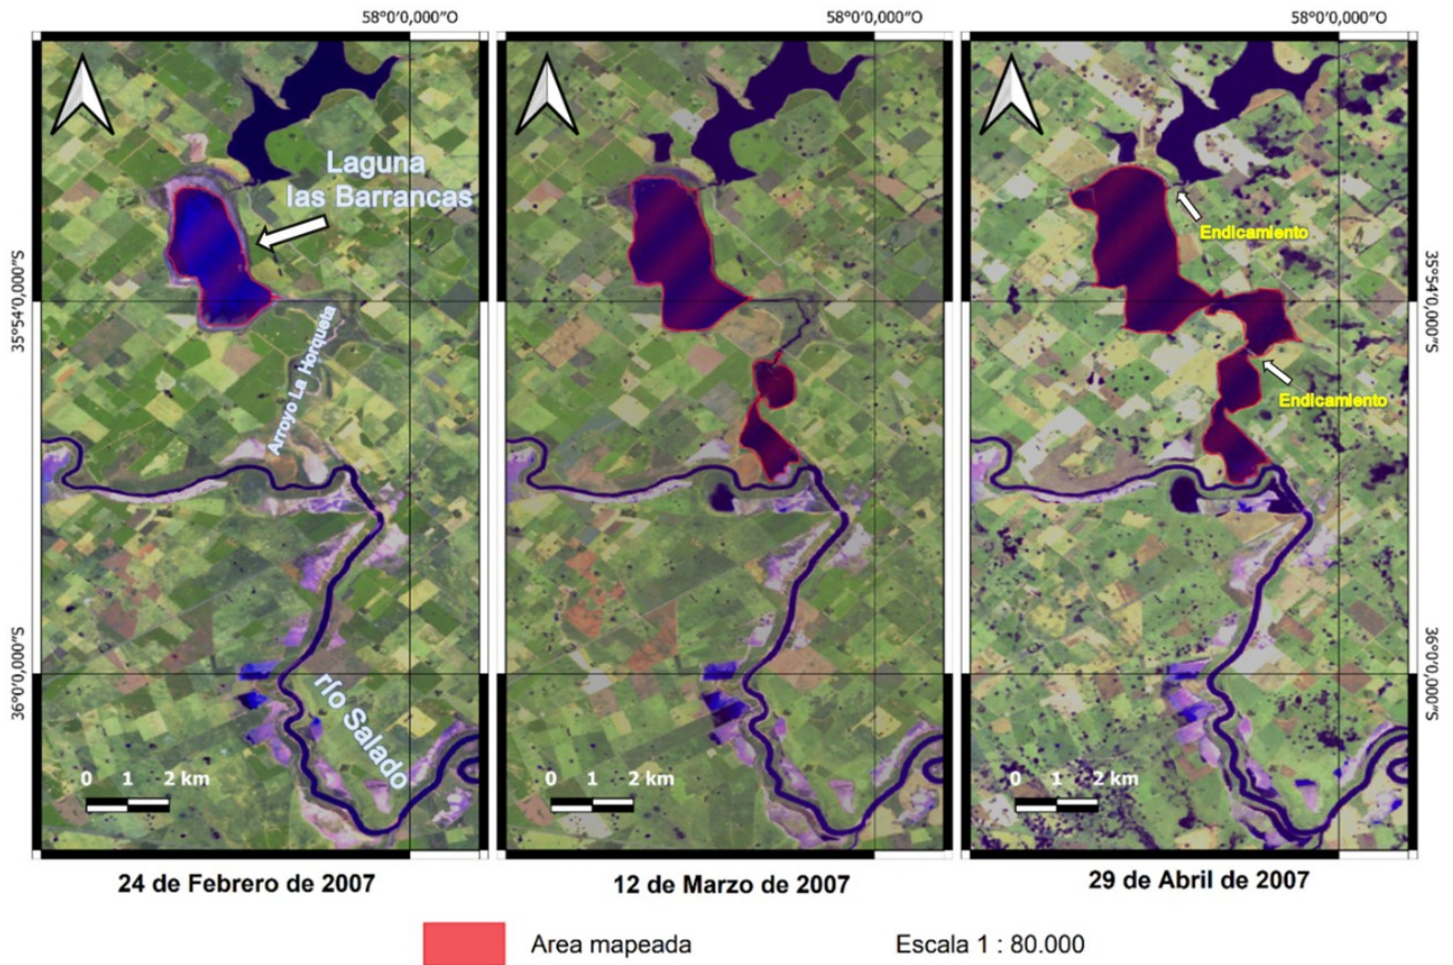 58°0'0,000"O
58°0'0,000"O
58°0'0,000"O
Laguna
las Barrancas
Endicamiento
35°54'0,000"S
35°54'0,000"S
Arroyo La Horqueta
Endicamiento
36°0'0,000"S
36°0'0,000"S
río Salado
0 1 2 km
0 1 2 km
0 1 2 km
24 de Febrero de 2007
12 de Marzo de 2007
29 de Abril de 2007
Area mapeada
Escala 1 : 80.000